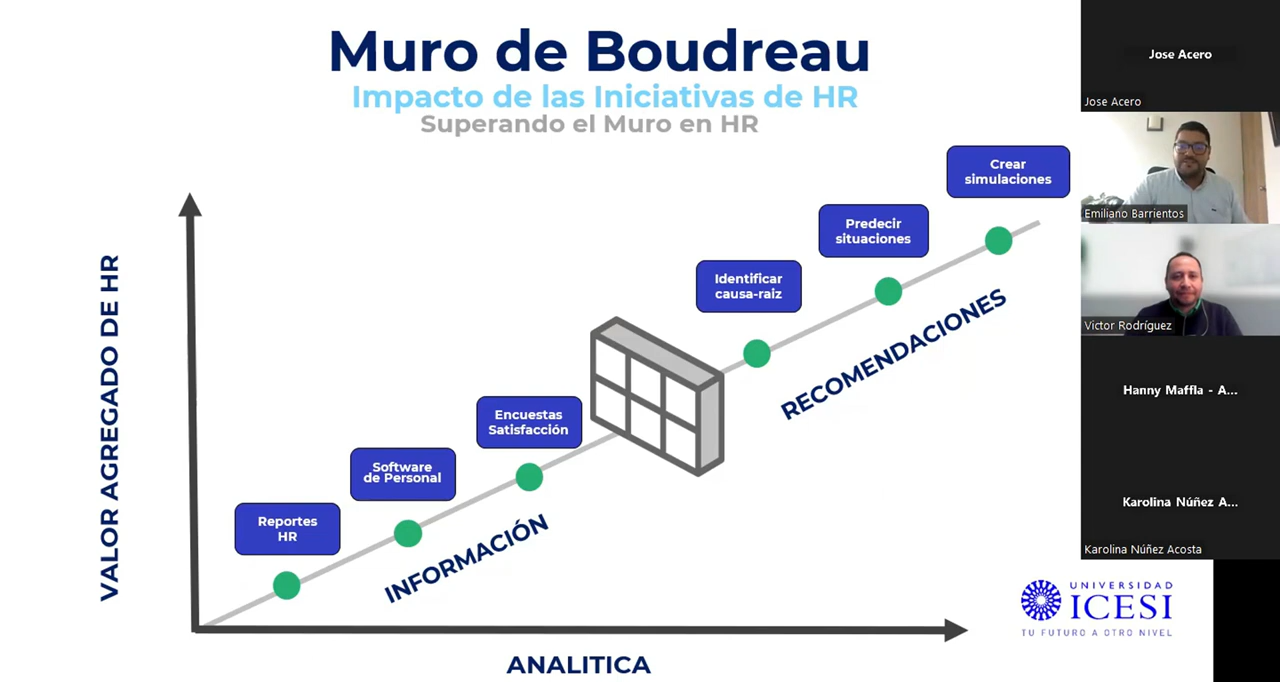 Muro de Boudreau
Impacto de las Iniciativas de HR
Superando el Muro en HR
VALOR AGREGADO DE HR
Crear
simulaciones
Predecir
situaciones
Identificar
causa-raiz
RECOMENDACIONES
Encuestas
Satisfacción
Software
de Personal
Reportes
HR
INFORMACIÓN
ANALITICA
UNIVERSIDAD
ICESI
TU FUTURO A OTRO NIVEL
Jose Acero
Jose Acero
Emiliano Barrientos
Victor Rodríguez
Hanny Maffla - A...
Karolina Núñez A...
Karolina Núñez Acosta